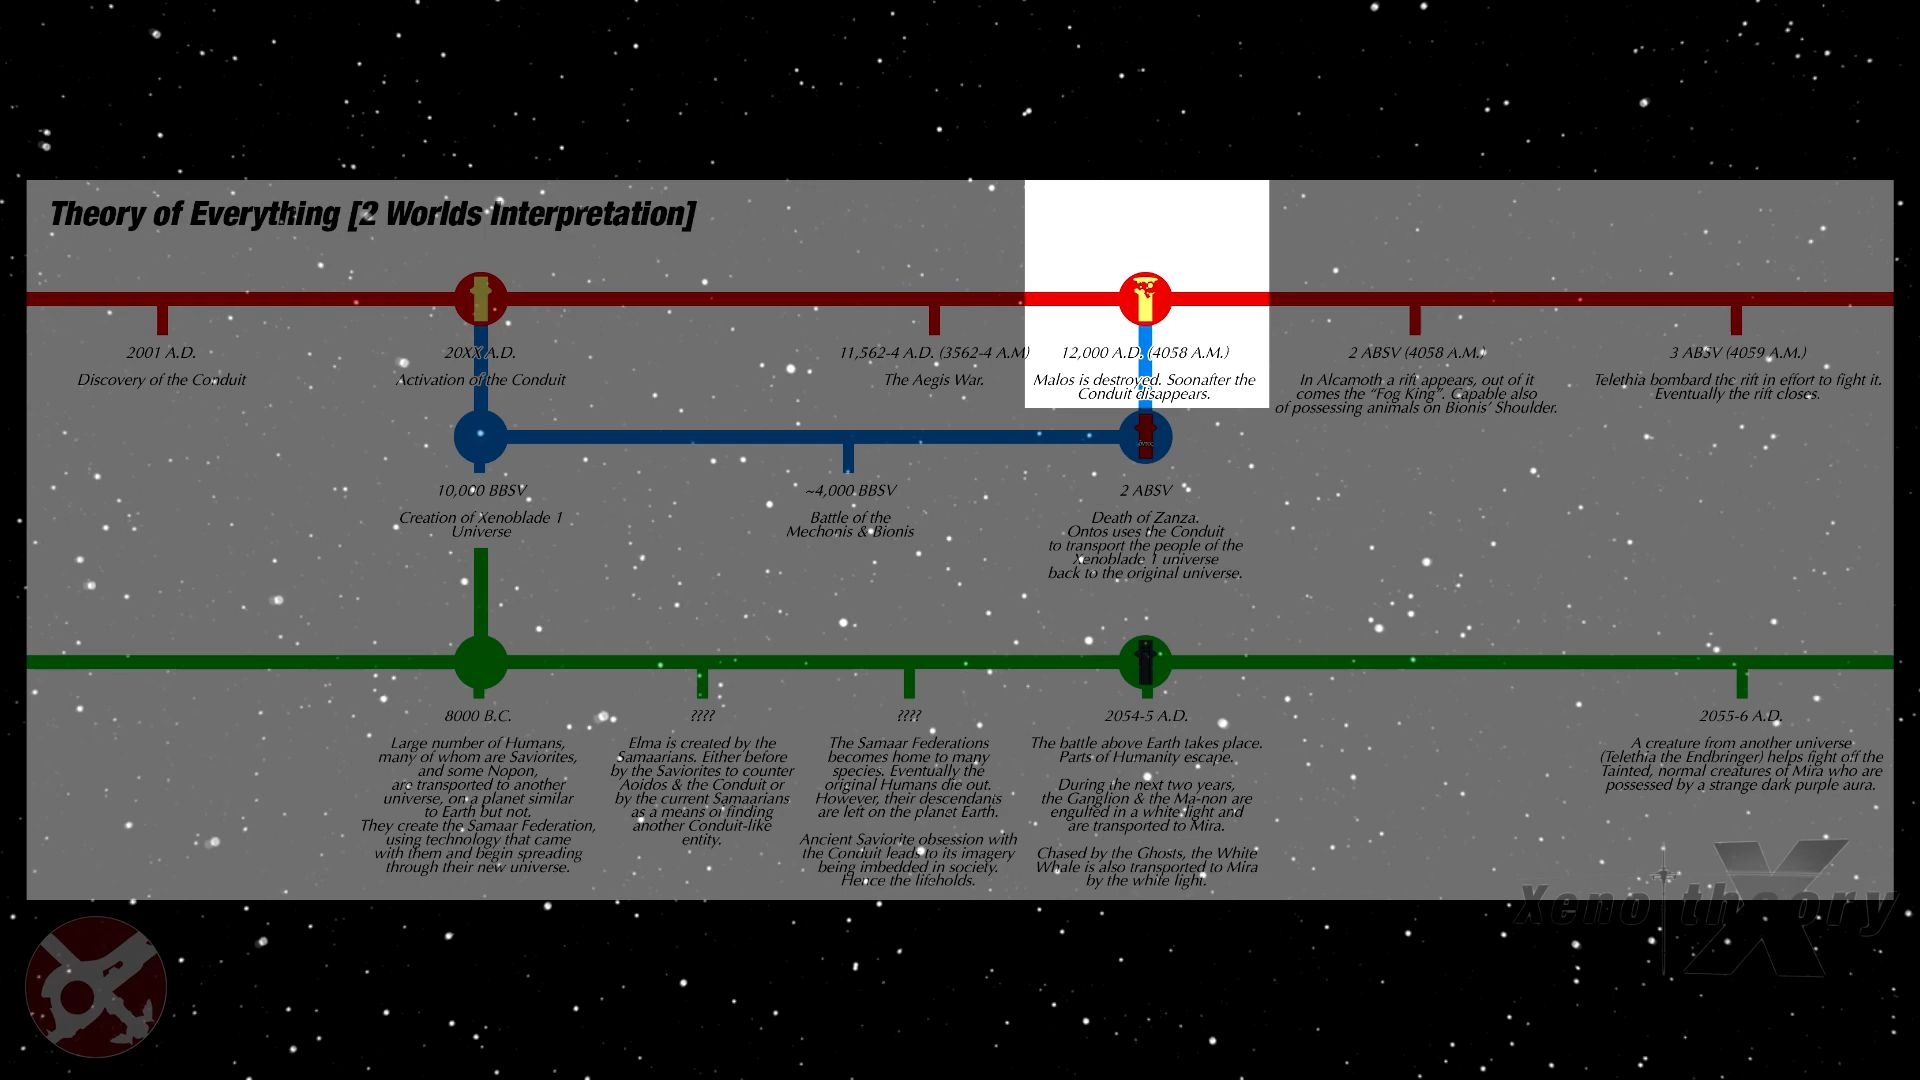 Theory of Everything [2 Worlds Interpretation]
2001 A.D.
Discovery of the Conduit
20XX A.D.
Activation of the Conduit
11,562-4 A.D. (3562-4 A.M)
The Aegis War.
12,000 A.D. (4058 A.M.)
Malos is destroyed. Soonafter the
Conduit disappears.
2 ABSV (4058 A.M.)
In Alcamoth a rift appears, out of it
comes the “Fog King”. Capable also
of possessing animals on Bionis’ Shoulder.
3 ABSV (4059 A.M.)
Telethia bombard the rift in effort to fight it.
Eventually the rift closes.
10,000 BBSV
Creation of Xenoblade 1
Universe
~4,000 BBSV
Battle of the
Mechonis & Bionis
2 ABSV
Death of Zanza.
Ontos uses the Conduit
to transport the people of the
Xenoblade 1 universe
back to the original universe.
8000 B.C.
Large number of Humans,
many of whom are Saviorites,
and some Nopon,
are transported to another
universe, on a planet similar
to Earth but not.
They create the Samaar Federation,
using technology that came
with them and begin spreading
through their new universe.
????
Elma is created by the
Samaarians. Either before
by the Saviorites to counter
Aoidos & the Conduit or
by the current Samaarians
as a means of finding
another Conduit-like
entity.
????
The Samaar Federations
becomes home to many
species. Eventually the
original Humans die out.
However, their descendants
are left on the planet Earth.
Ancient Saviorite obsession with
the Conduit leads to its imagery
being imbedded in society.
Hence the lifeholds.
2054-5 A.D.
The battle above Earth takes place.
Parts of Humanity escape.
During the next two years,
the Ganglion & the Ma-non are
engulfed in a white light and
are transported to Mira.
Chased by the Ghosts, the White
Whale is also transported to Mira
by the white light.
2055-6 A.D.
A creature from another universe
(Telethia the Endbringer) helps fight off the
Tainted, normal creatures of Mira who are
possessed by a strange dark purple aura.
Xeno theory
X